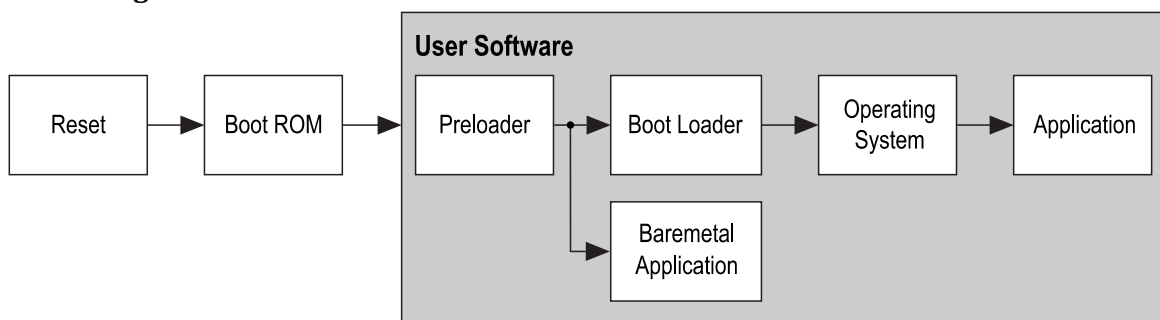 User Software
Reset
Boot ROM
Preloader
Boot Loader
Operating
System
Application
Baremetal
Application